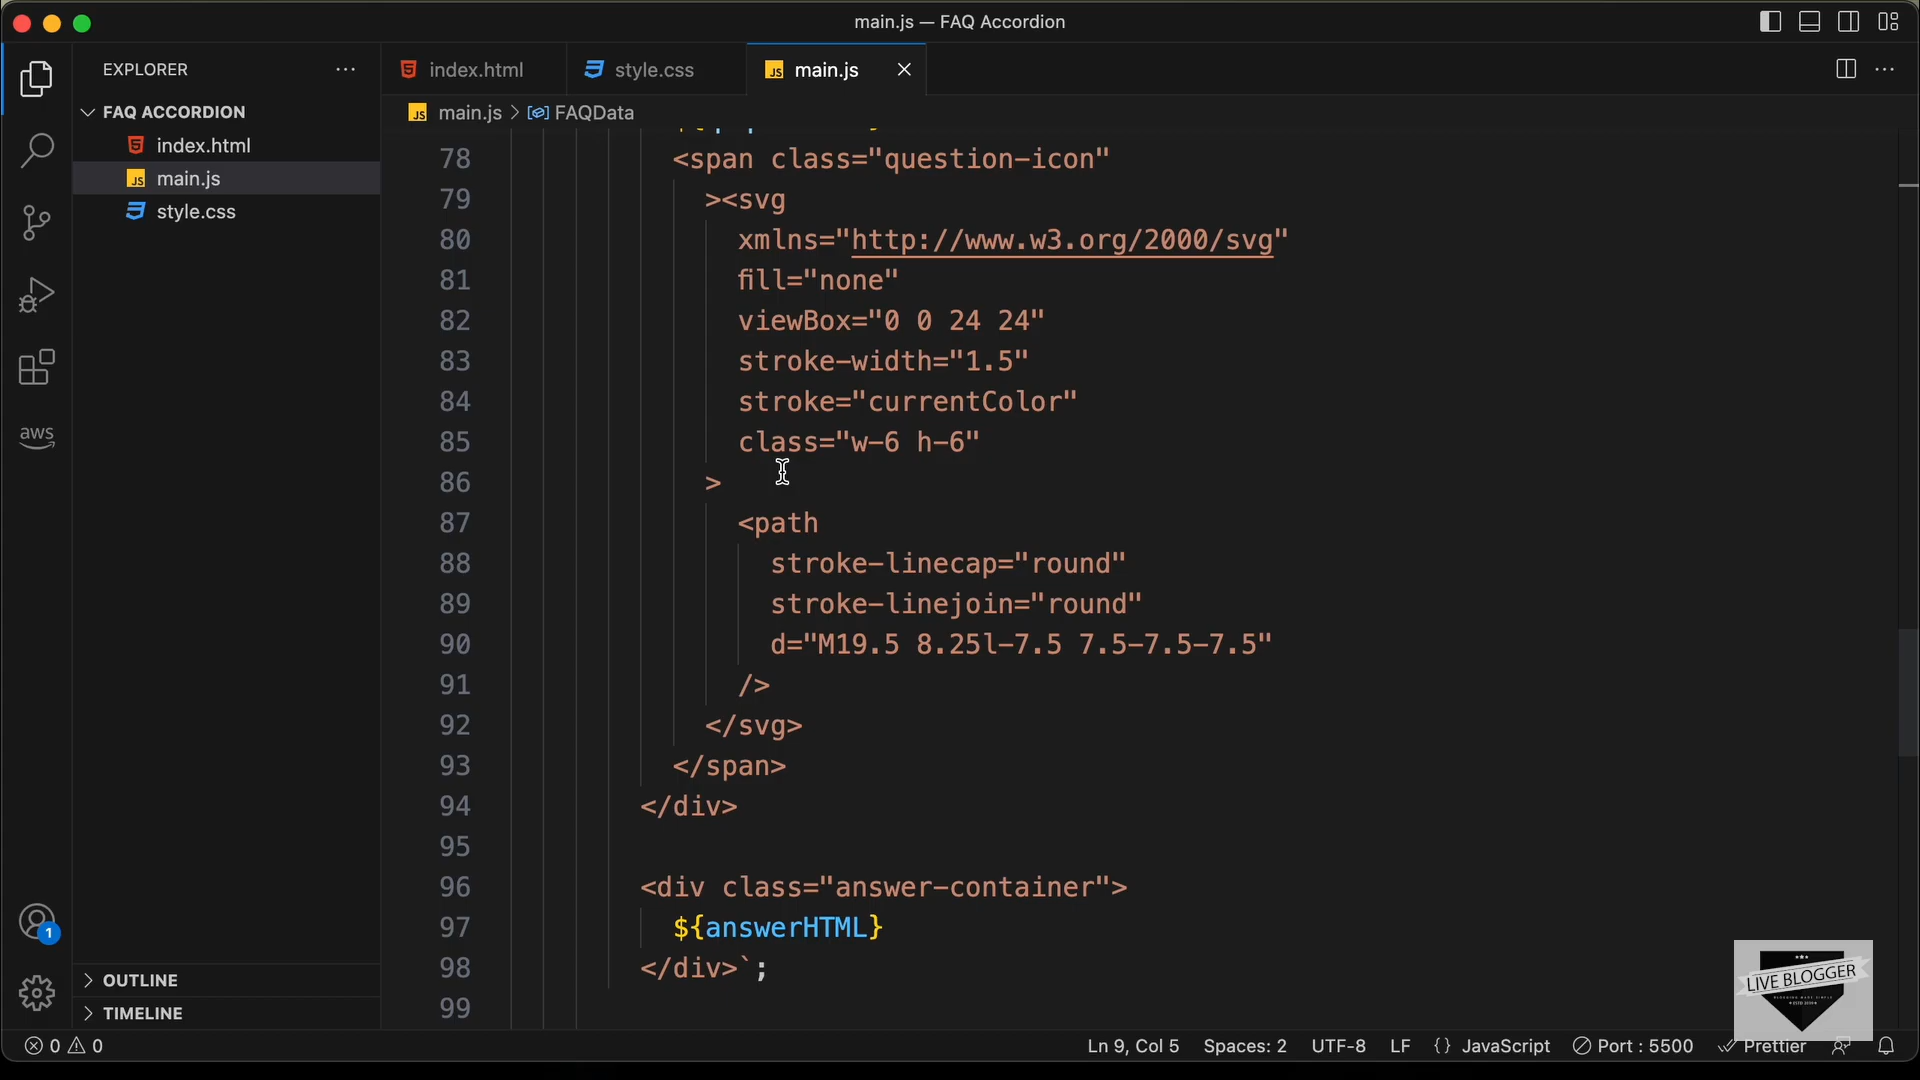 main.js — FAQ Accordion
EXPLORER
index.html
style.css
main.js
FAQ ACCORDION
index.html
main.js
style.css
main.js > FAQData
78 <span class="question-icon"
79 ><svg
80 xmlns="http://www.w3.org/2000/svg"
81 fill="none"
82 viewBox="0 0 24 24"
83 stroke-width="1.5"
84 stroke="currentColor"
85 class="w-6 h-6"
86 >
87 <path
88 stroke-linecap="round"
89 stroke-linejoin="round"
90 d="M19.5 8.25l-7.5 7.5-7.5-7.5"
91 />
92 </svg>
93 </span>
94 </div>
95
96 <div class="answer-container">
97 ${answerHTML}
98 </div>`;
99
aws
1
OUTLINE
TIMELINE
LIVE BLOGGER
0 0
Ln 9, Col 5
Spaces: 2
UTF-8
LF
{} JavaScript
Port : 5500
Prettier